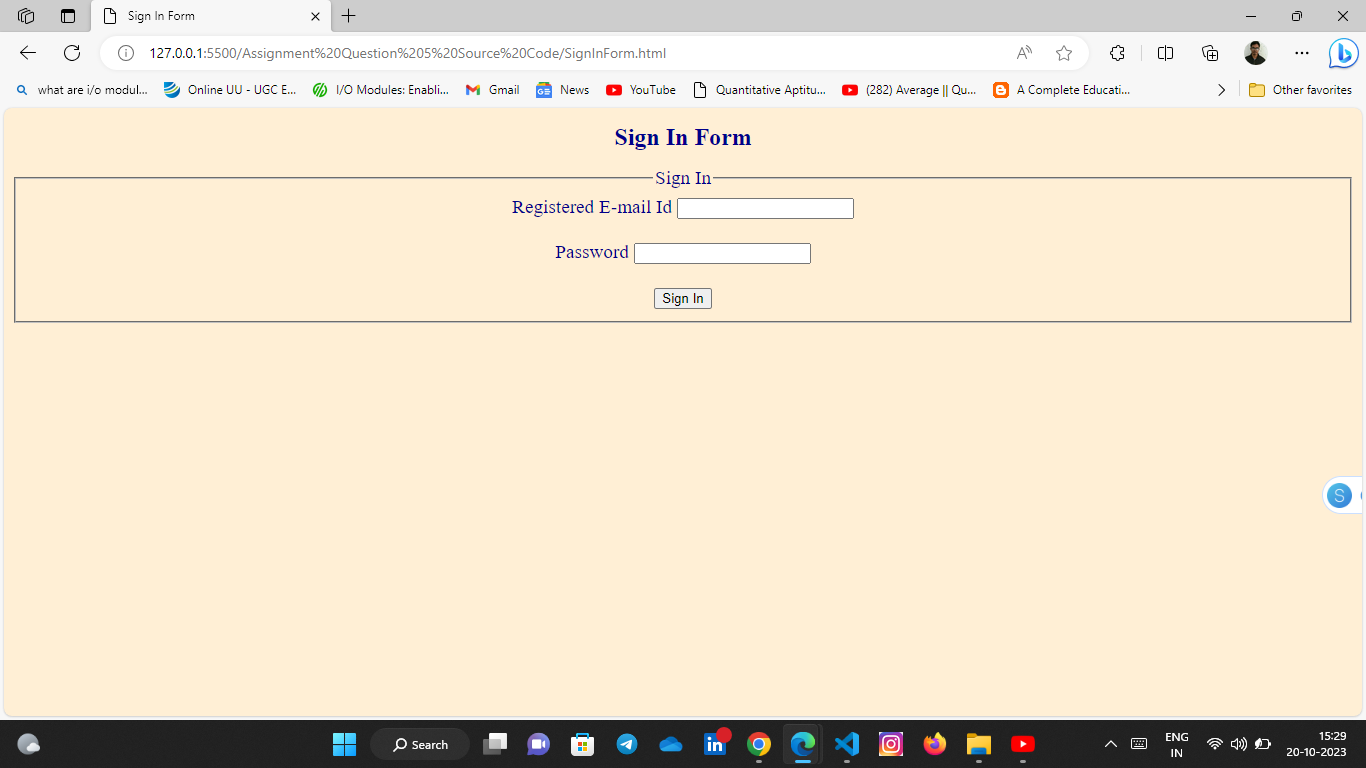 Sign In Form
127.0.0.1:5500/Assignment%20Question%205%20Source%20Code/SignInForm.html
what are i/o modul... Online UU - UGC E... I/O Modules: Enabli... Gmail News YouTube Quantitative Aptitu... (282) Average || Qu... A Complete Educati... Other favorites
Sign In Form
Sign In
Registered E-mail Id
Password
Sign In
S
Search
ENG
IN
15:29
20-10-2023